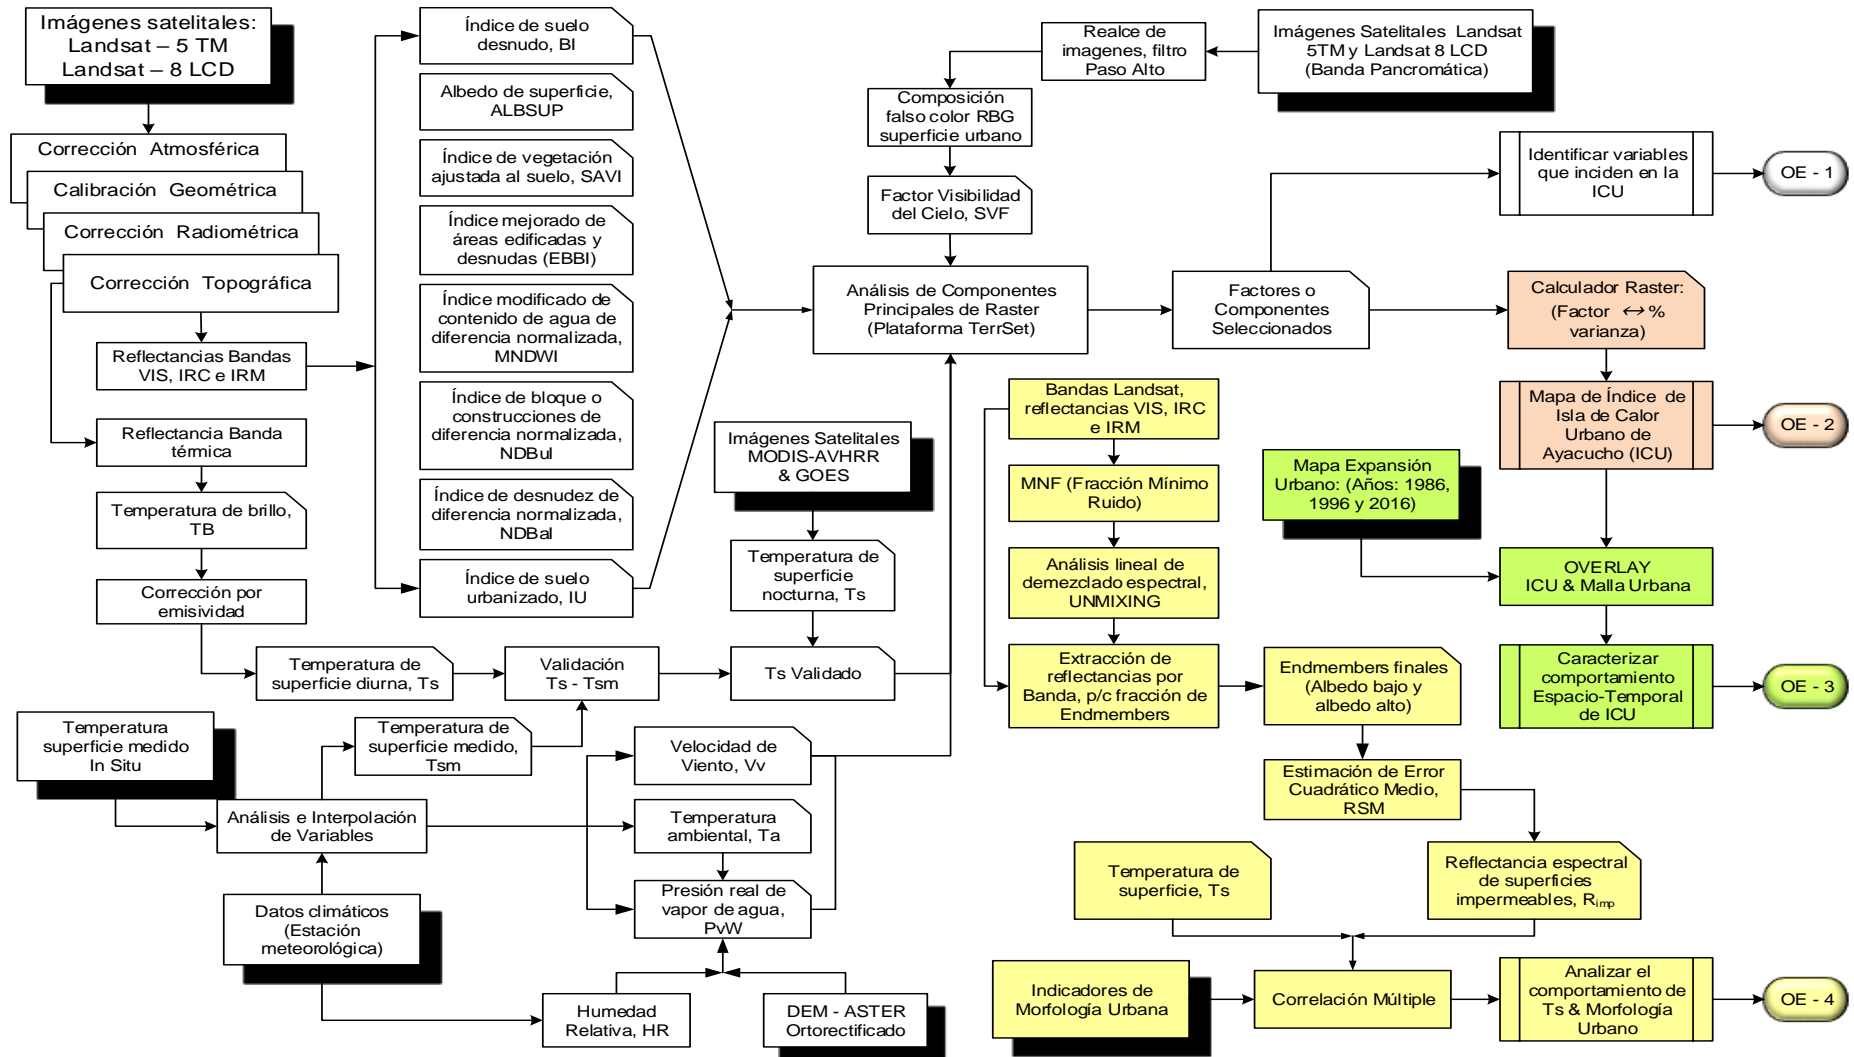 Imágenes satelitales:
Landsat – 5 TM
Landsat – 8 LCD
Corrección Atmosférica
Calibración Geométrica
Corrección Radiométrica
Corrección Topográfica
Reflectancias Bandas
VIS, IRC e IRM
Reflectancia Banda
térmica
Temperatura de brillo,
TB
Corrección por
emisividad
Temperatura de
superficie diurna, Ts
Validación
Ts - Tsm
Ts Validado
Temperatura
superficie medido
In Situ
Temperatura de
superficie medido,
Tsm
Análisis e Interpolación
de Variables
Datos climáticos
(Estación
meteorológica)
Velocidad de
Viento, Vv
Temperatura
ambiental, Ta
Presión real de
vapor de agua,
PvW
Humedad
Relativa, HR
DEM - ASTER
Ortorectificado
Índice de suelo
desnudo, BI
Albedo de superficie,
ALBSUP
Índice de vegetación
ajustada al suelo, SAVI
Índice mejorado de
áreas edificadas y
desnudas (EBBI)
Índice modificado de
contenido de agua de
diferencia normalizada,
MNDWI
Índice de bloque o
construcciones de
diferencia normalizada,
NDBuI
Índice de desnudez de
diferencia normalizada,
NDBaI
Índice de suelo
urbanizado, IU
Imágenes Satelitales
MODIS-AVHRR
& GOES
Temperatura de
superficie
nocturna, Ts
Imágenes Satelitales Landsat
5TM y Landsat 8 LCD
(Banda Pancromática)
Realce de
imagenes, filtro
Paso Alto
Composición
falso color RBG
superficie urbano
Factor Visibilidad
del Cielo, SVF
Análisis de Componentes
Principales de Raster
(Plataforma TerrSet)
Factores o
Componentes
Seleccionados
Identificar variables
que inciden en la
ICU
OE - 1
Calculador Raster:
(Factor ↔ %
varianza)
Mapa de Índice de
Isla de Calor
Urbano de
Ayacucho (ICU)
OE - 2
Mapa Expansión
Urbano: (Años: 1986,
1996 y 2016)
OVERLAY
ICU & Malla Urbana
Caracterizar
comportamiento
Espacio-Temporal
de ICU
OE - 3
Bandas Landsat,
reflectancias VIS, IRC
e IRM
MNF (Fracción Mínimo
Ruido)
Análisis lineal de
demezclado espectral,
UNMIXING
Extracción de
reflectancias por
Banda, p/c fracción de
Endmembers
Endmembers finales
(Albedo bajo y
albedo alto)
Estimación de Error
Cuadrático Medio,
RSM
Temperatura de
superficie, Ts
Reflectancia espectral
de superficies
impermeables, Rimp
Indicadores de
Morfología Urbana
Correlación Múltiple
Analizar el
comportamiento de
Ts & Morfología
Urbano
OE - 4